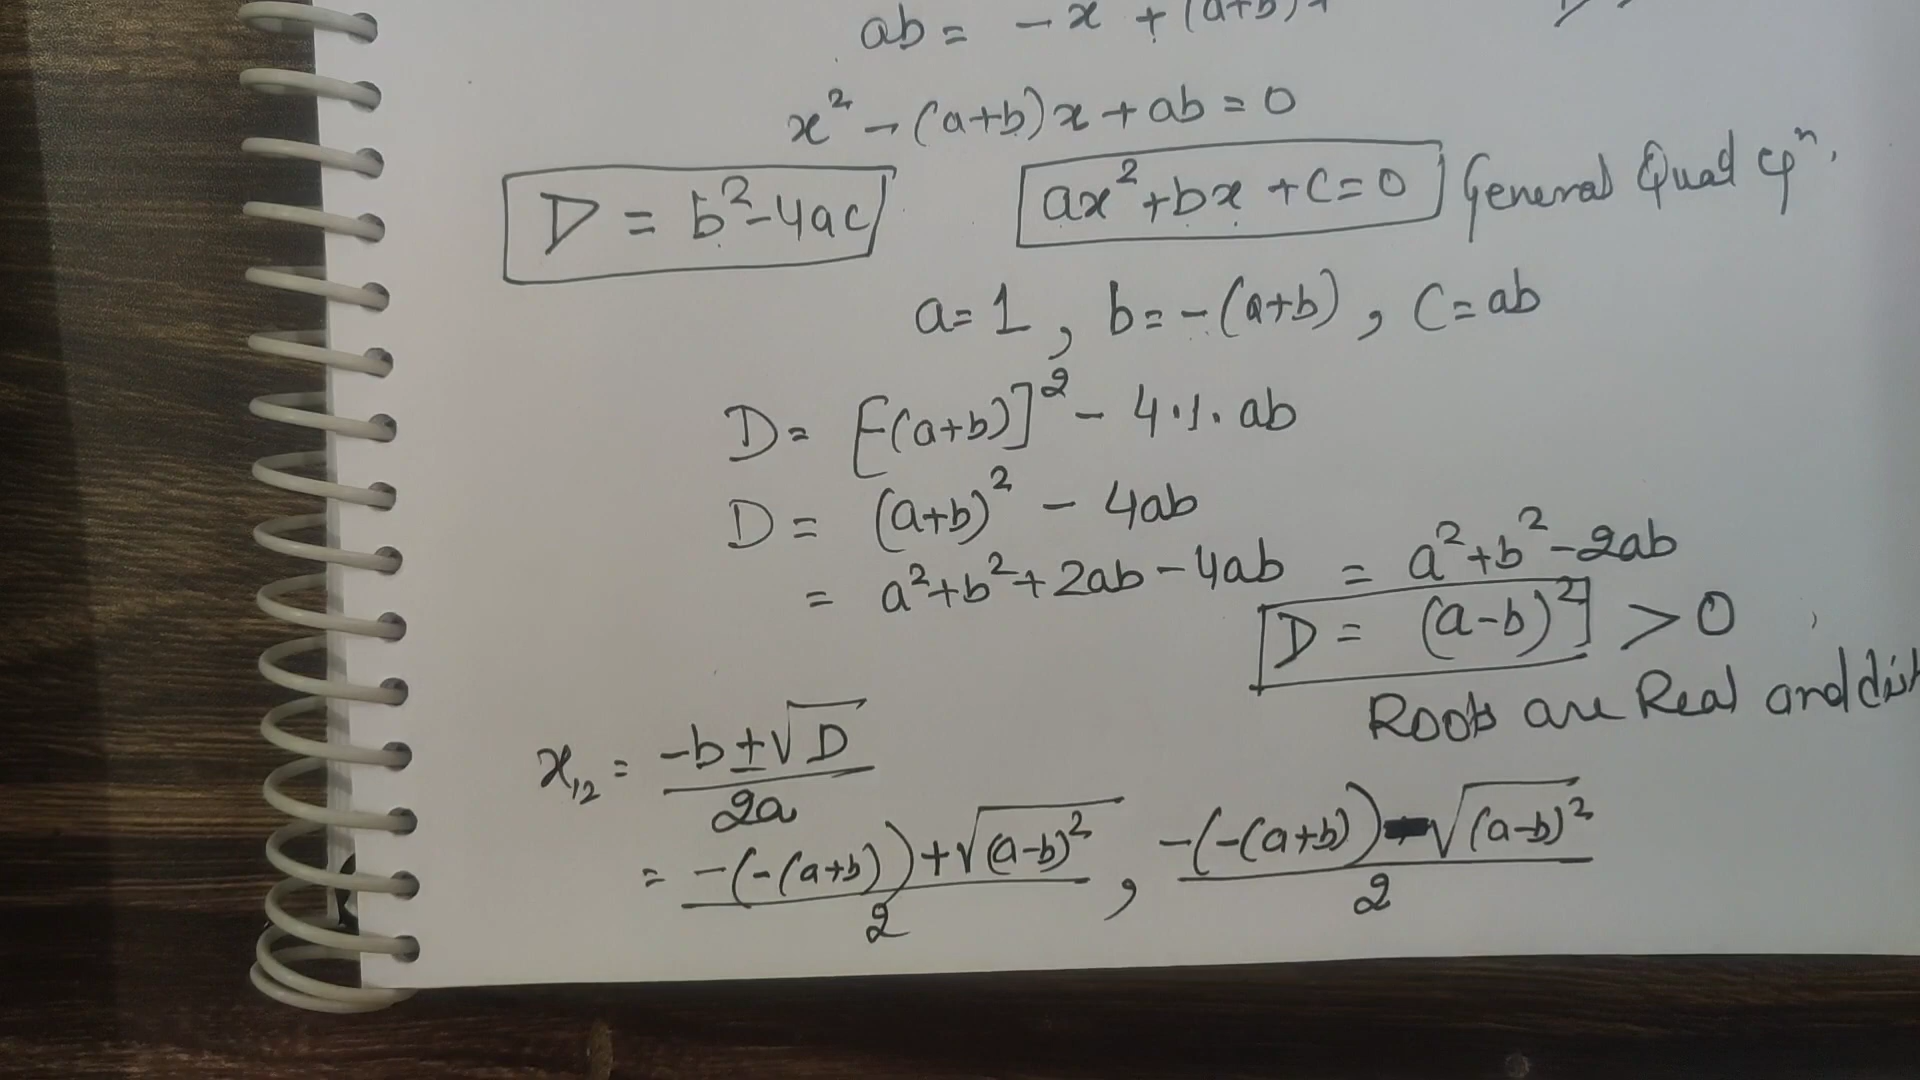 ab = - x + (a+b)
x² - (a+b)x + ab = 0
D = b²-4ac
ax²+bx+c=0 General Quad eqⁿ.
a=1, b=-(a+b), c=ab
D= [-(a+b)]² - 4·1·ab
D= (a+b)² - 4ab
= a²+b²+2ab-4ab = a²+b²-2ab
D= (a-b)² >0
Roots are Real and
x₁,₂ = (-b±√D)/2a
= (-(-(a+b))+√(a-b)²)/2 , (-(-(a+b))-√(a-b)²)/2